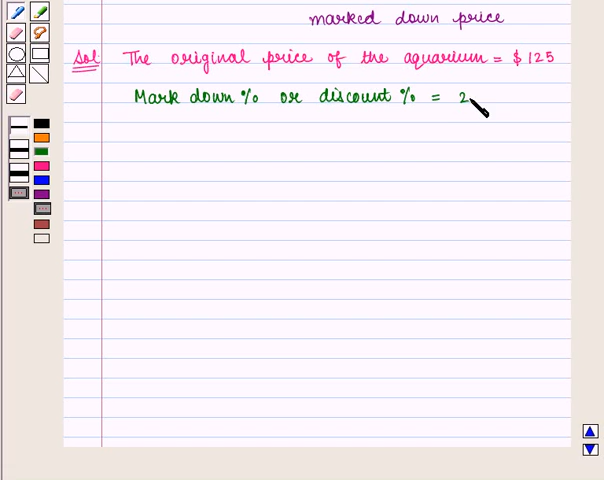 marked down price
Sol The original price of the aquarium = $ 125
Mark down % or discount % = 2